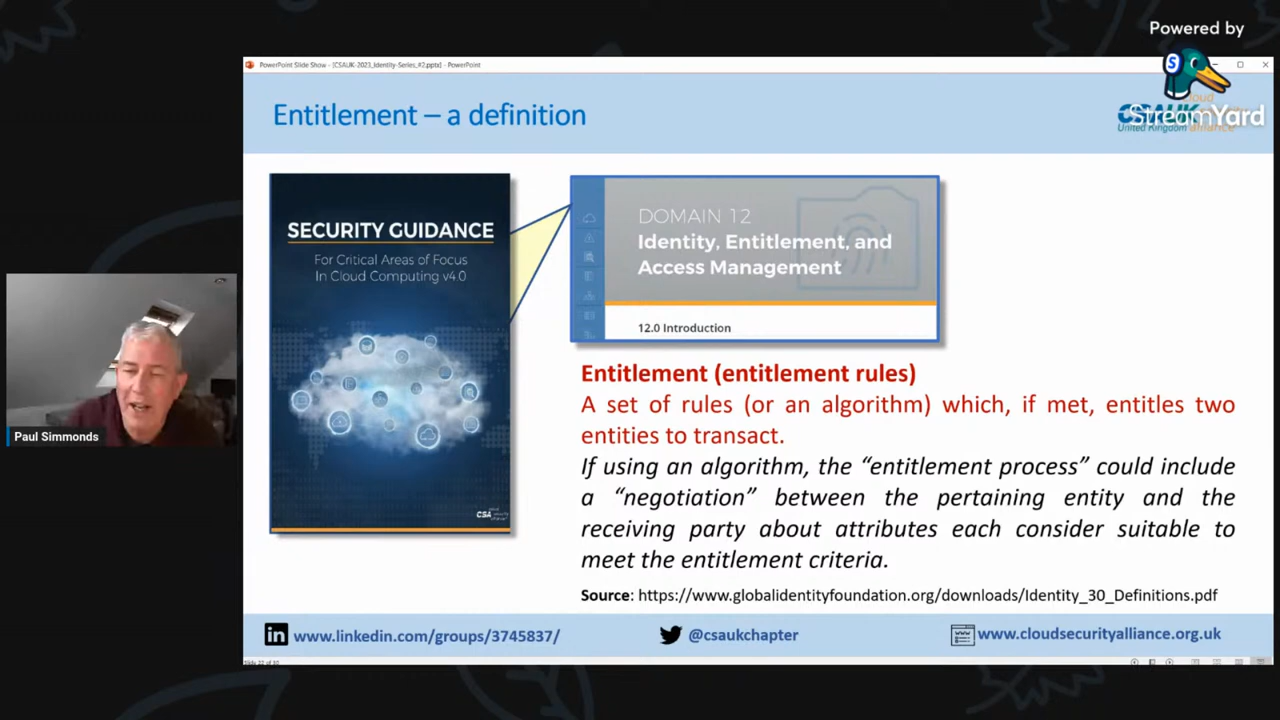 Powered by
StreamYard
PowerPoint Slide Show - [CSAUK-2023_Identity-Series_#2.pptx] - PowerPoint
Entitlement – a definition
United Kingdom
SECURITY GUIDANCE
For Critical Areas of Focus
In Cloud Computing v4.0
CSA
DOMAIN 12
Identity, Entitlement, and
Access Management
12.0 Introduction
Entitlement (entitlement rules)
A set of rules (or an algorithm) which, if met, entitles two
entities to transact.
If using an algorithm, the “entitlement process” could include
a “negotiation” between the pertaining entity and the
receiving party about attributes each consider suitable to
meet the entitlement criteria.
Source: https://www.globalidentityfoundation.org/downloads/Identity_30_Definitions.pdf
Paul Simmonds
www.linkedin.com/groups/3745837/
@csaukchapter
www.cloudsecurityalliance.org.uk